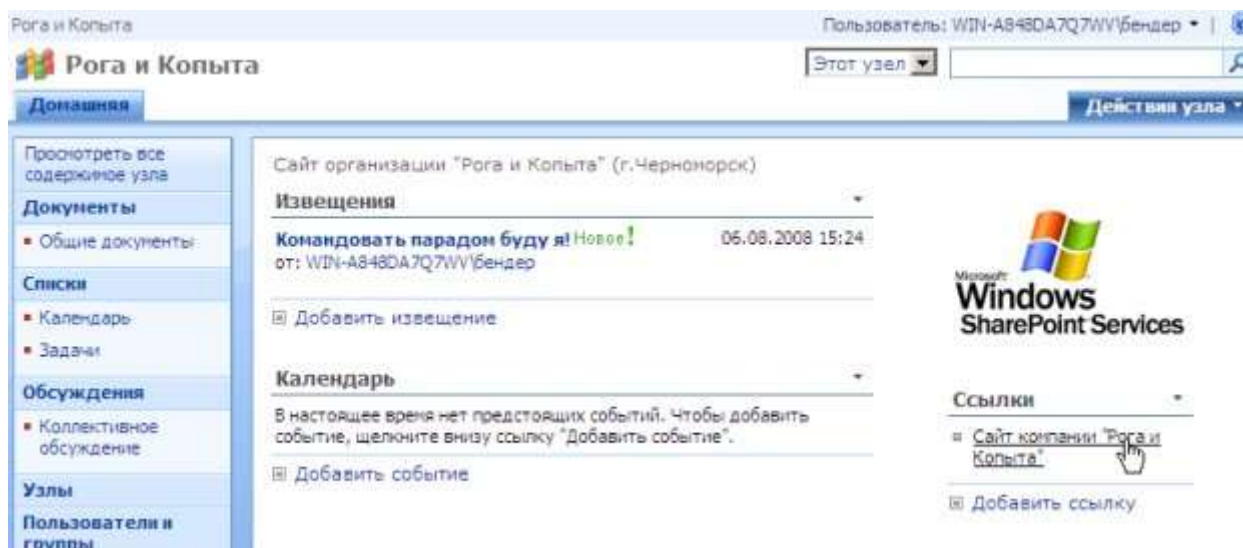 Рога и Копыта
Пользователь: WIN-A848DA7Q7WV\бендер
Рога и Копыта
Этот узел
Домашняя
Действия узла
Просмотреть все
содержимое узла
Документы
Общие документы
Списки
Календарь
Задачи
Обсуждения
Коллективное
обсуждение
Узлы
Пользователи и
группы
Сайт организации "Рога и Копыта" (г.Черноморск)
Извещения
Командовать парадом буду я! Новое! 06.08.2008 15:24
от: WIN-A848DA7Q7WV\бендер
Добавить извещение
Календарь
В настоящее время нет предстоящих событий. Чтобы добавить
событие, щелкните внизу ссылку "Добавить событие".
Добавить событие
Microsoft
Windows
SharePoint Services
Ссылки
Сайт компании "Рога и
Копыта"
Добавить ссылку